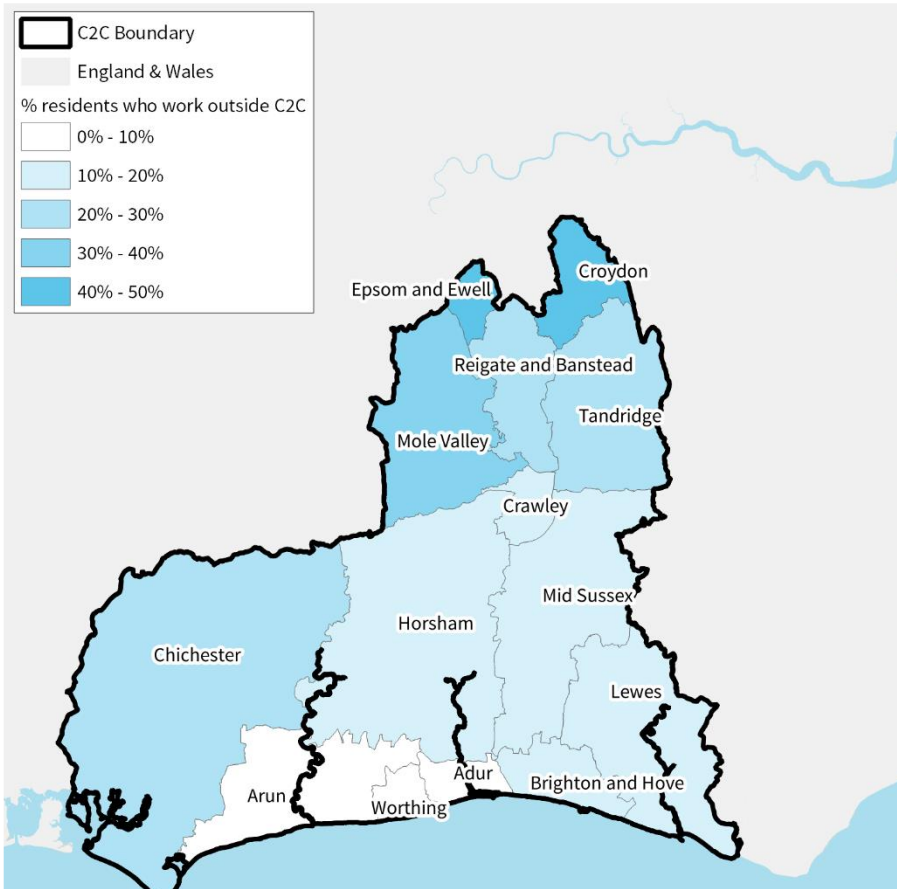 C2C Boundary
England & Wales
% residents who work outside C2C
0% - 10%
10% - 20%
20% - 30%
30% - 40%
40% - 50%
Croydon
Epsom and Ewell
Reigate and Banstead
Tandridge
Mole Valley
Crawley
Mid Sussex
Horsham
Chichester
Lewes
Adur
Brighton and Hove
Arun
Worthing